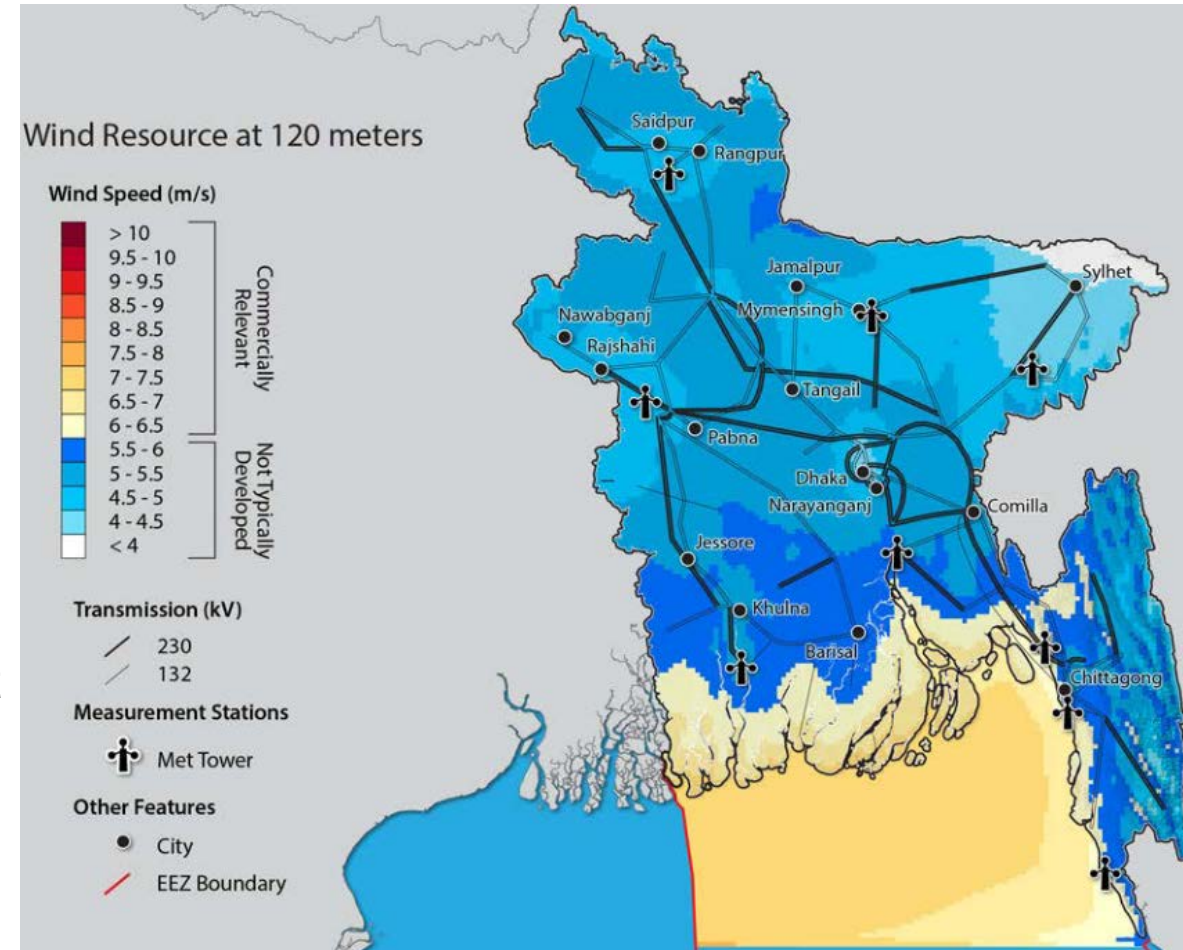 Wind Resource at 120 meters
Wind Speed (m/s)
> 10
9.5 - 10
9 - 9.5
8.5 - 9
8 - 8.5
7.5 - 8
7 - 7.5
6.5 - 7
6 - 6.5
5.5 - 6
5 - 5.5
4.5 - 5
4 - 4.5
< 4
Commercially
Relevant
Not Typically
Developed
Transmission (kV)
230
132
Measurement Stations
Met Tower
Other Features
City
EEZ Boundary
Saidpur
Rangpur
Jamalpur
Sylhet
Mymensingh
Nawabganj
Rajshahi
Tangail
Pabna
Dhaka
Narayanganj
Comilla
Jessore
Khulna
Barisal
Chittagong